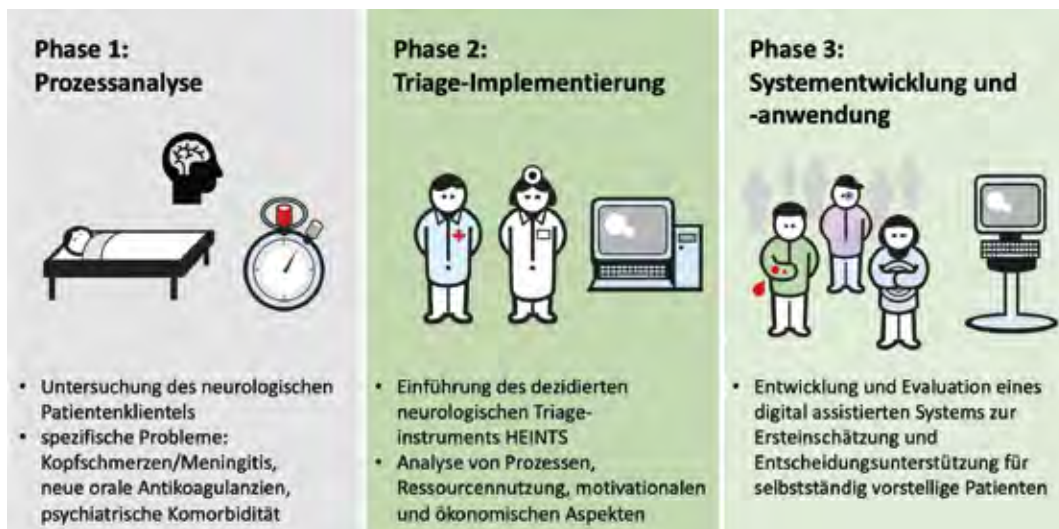 Phase 1:
Prozessanalyse
• Untersuchung des neurologischen
Patientenklientels
• spezifische Probleme:
Kopfschmerzen/Meningitis,
neue orale Antikoagulanzien,
psychiatrische Komorbidität
Phase 2:
Triage-Implementierung
• Einführung des dezidierten
neurologischen Triage-
instruments HEINTS
• Analyse von Prozessen,
Ressourcennutzung, motivationalen
und ökonomischen Aspekten
Phase 3:
Systementwicklung und
-anwendung
• Entwicklung und Evaluation eines
digital assistierten Systems zur
Ersteinschätzung und
Entscheidungsunterstützung für
selbstständig vorstellige Patienten